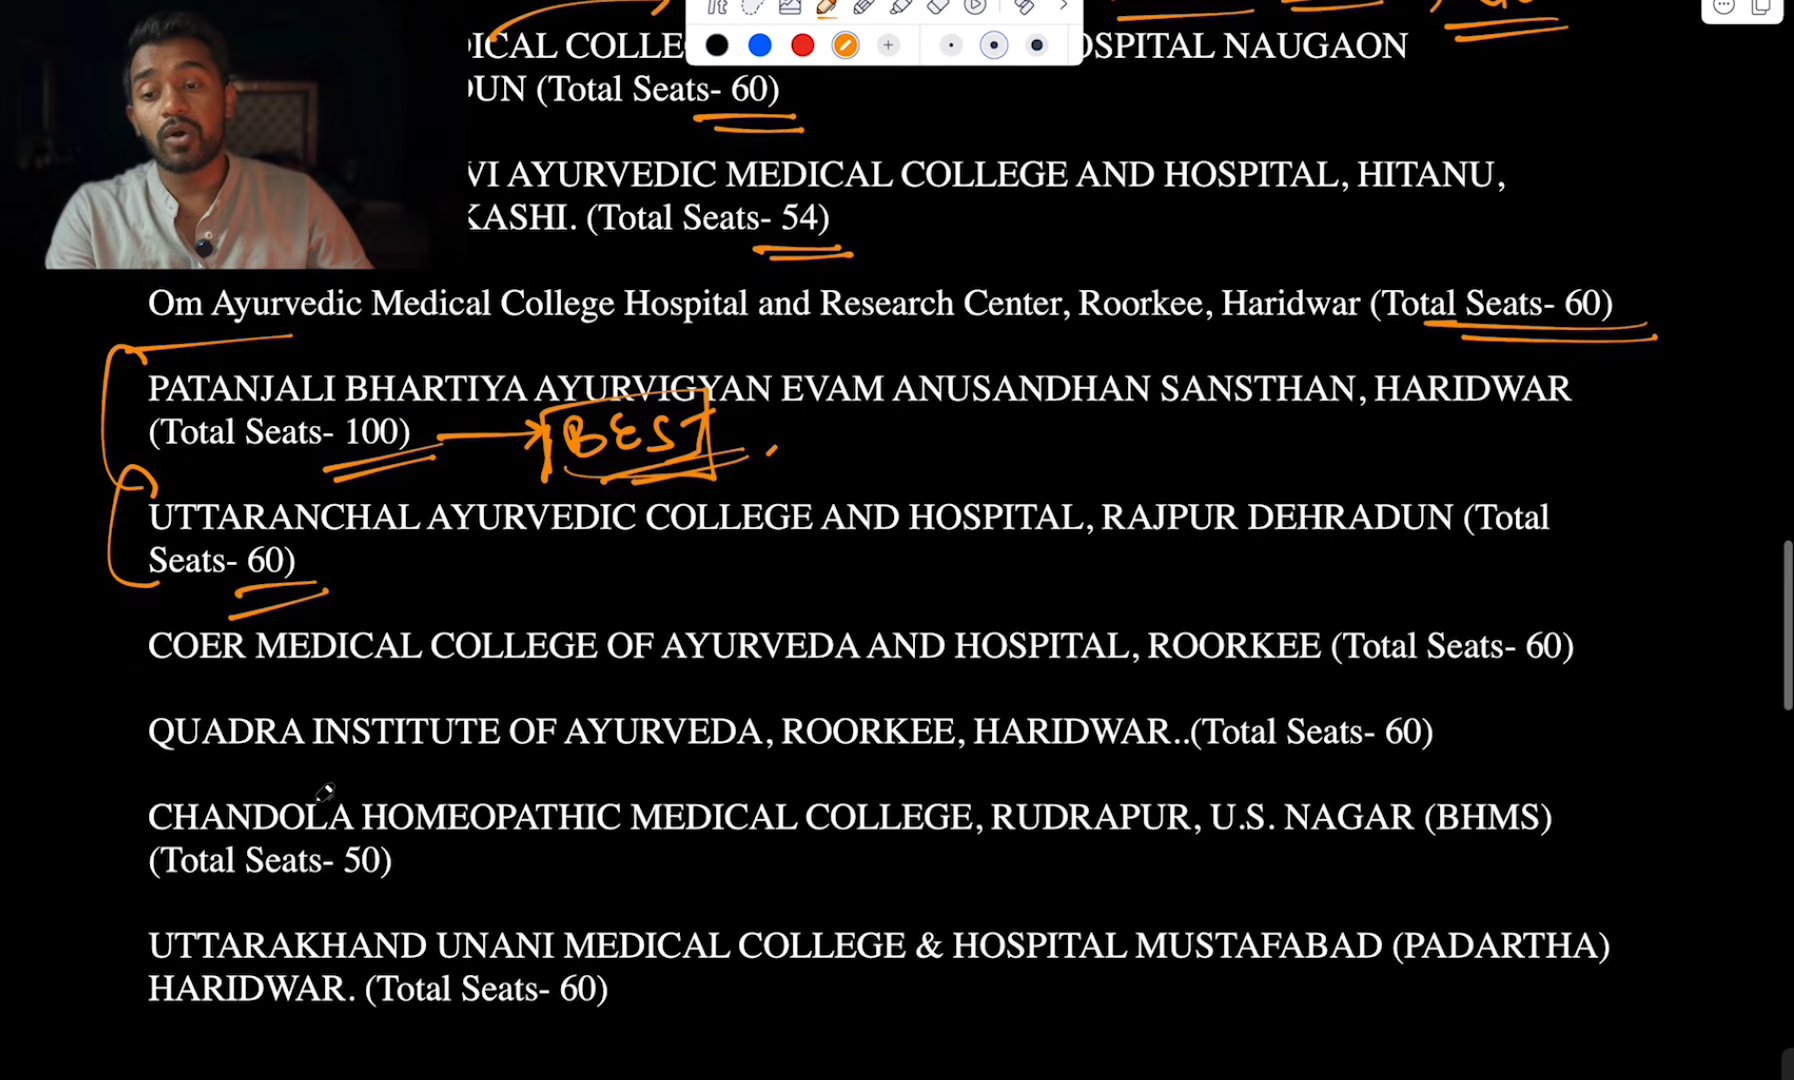 ICAL COLLE OSPITAL NAUGAON
UN (Total Seats- 60)
VI AYURVEDIC MEDICAL COLLEGE AND HOSPITAL, HITANU,
KASHI. (Total Seats- 54)
Om Ayurvedic Medical College Hospital and Research Center, Roorkee, Haridwar (Total Seats- 60)
PATANJALI BHARTIYA AYURVIGYAN EVAM ANUSANDHAN SANSTHAN, HARIDWAR
(Total Seats- 100) BEST
UTTARANCHAL AYURVEDIC COLLEGE AND HOSPITAL, RAJPUR DEHRADUN (Total
Seats- 60)
COER MEDICAL COLLEGE OF AYURVEDA AND HOSPITAL, ROORKEE (Total Seats- 60)
QUADRA INSTITUTE OF AYURVEDA, ROORKEE, HARIDWAR..(Total Seats- 60)
CHANDOLA HOMEOPATHIC MEDICAL COLLEGE, RUDRAPUR, U.S. NAGAR (BHMS)
(Total Seats- 50)
UTTARAKHAND UNANI MEDICAL COLLEGE & HOSPITAL MUSTAFABAD (PADARTHA)
HARIDWAR. (Total Seats- 60)